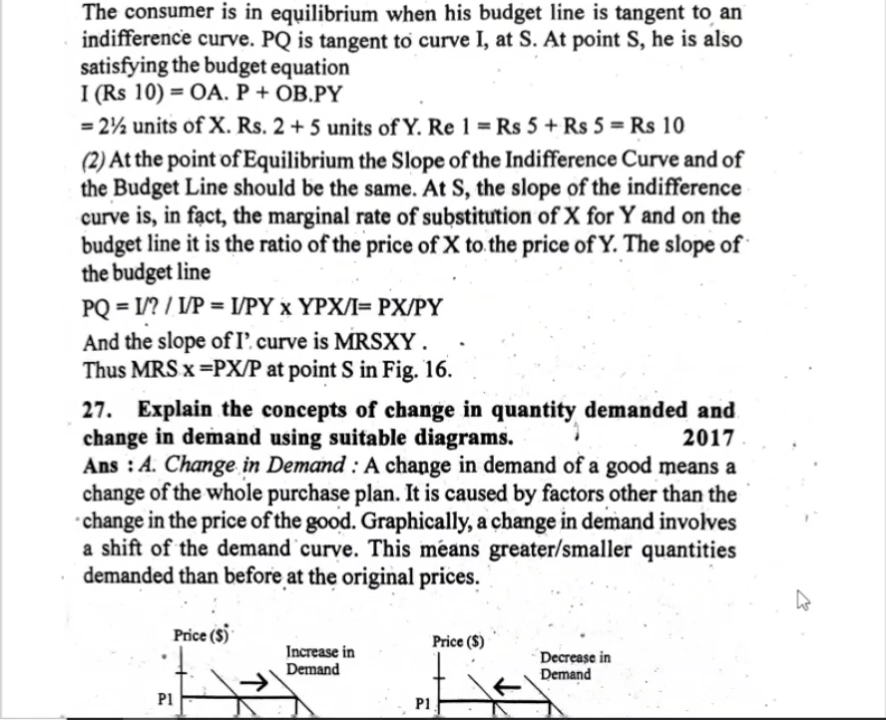 The consumer is in equilibrium when his budget line is tangent to an
indifference curve. PQ is tangent to curve I, at S. At point S, he is also
satisfying the budget equation
I (Rs 10) = OA. P + OB.PY
= 2½ units of X. Rs. 2 + 5 units of Y. Re 1 = Rs 5 + Rs 5 = Rs 10
(2) At the point of Equilibrium the Slope of the Indifference Curve and of
the Budget Line should be the same. At S, the slope of the indifference
curve is, in fact, the marginal rate of substitution of X for Y and on the
budget line it is the ratio of the price of X to the price of Y. The slope of
the budget line
PQ = I/? / I/P = I/PY x YPX/I= PX/PY
And the slope of I'. curve is MRSXY .
Thus MRS x =PX/P at point S in Fig. 16.
27. Explain the concepts of change in quantity demanded and
change in demand using suitable diagrams. 2017
Ans : A. Change in Demand : A change in demand of a good means a
change of the whole purchase plan. It is caused by factors other than the
change in the price of the good. Graphically, a change in demand involves
a shift of the demand curve. This means greater/smaller quantities
demanded than before at the original prices.
Price ($) Price ($)
Increase in Decrease in
Demand Demand
P1 P1